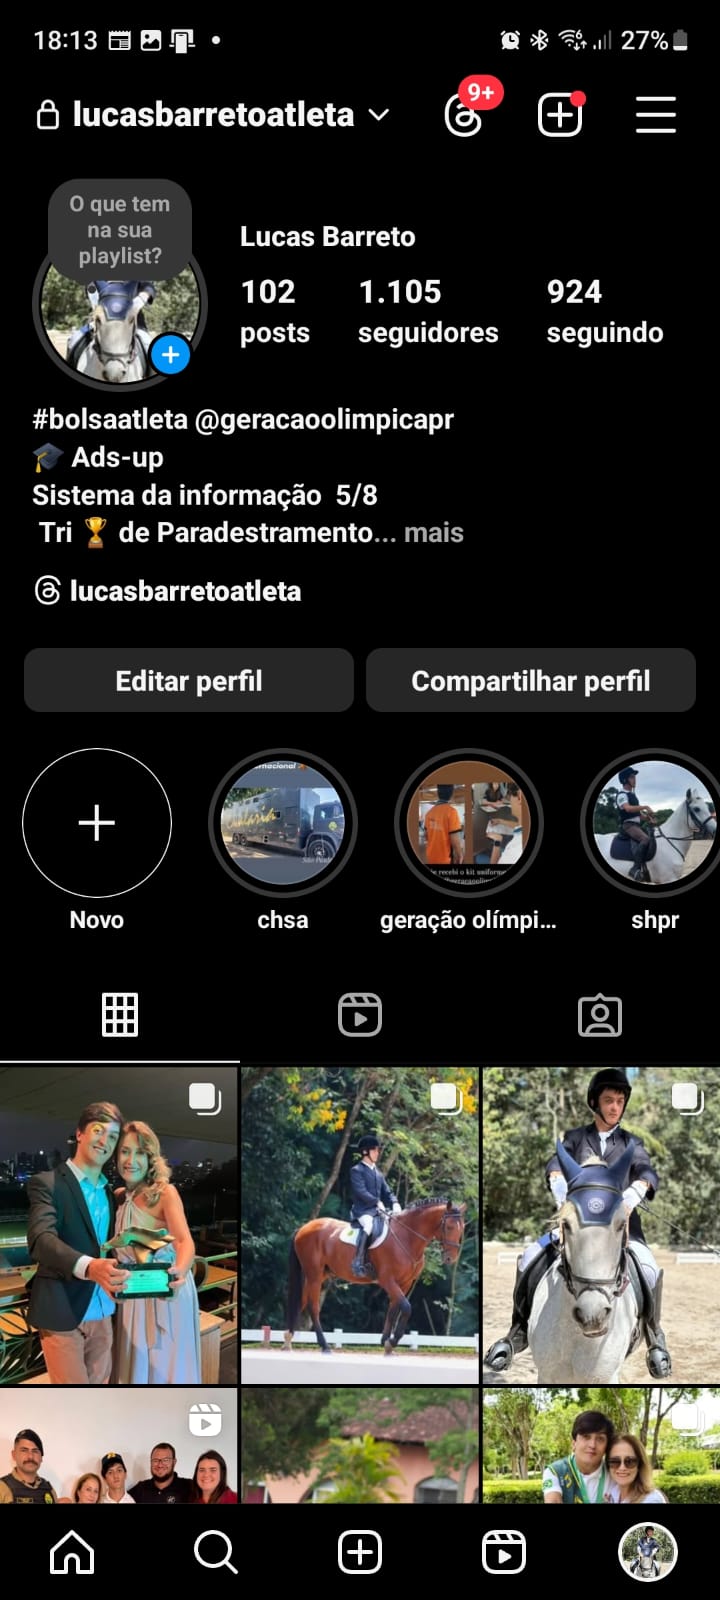 18:13
27%
lucasbarretoatleta
9+
O que tem
na sua
playlist?
Lucas Barreto
102 1.105 924
posts seguidores seguindo
#bolsaatleta @geracaoolimpicapr
🎓 Ads-up
Sistema da informação 5/8
Tri 🏆 de Paradestramento... mais
lucasbarretoatleta
Editar perfil Compartilhar perfil
Novo chsa geração olímpi... shpr